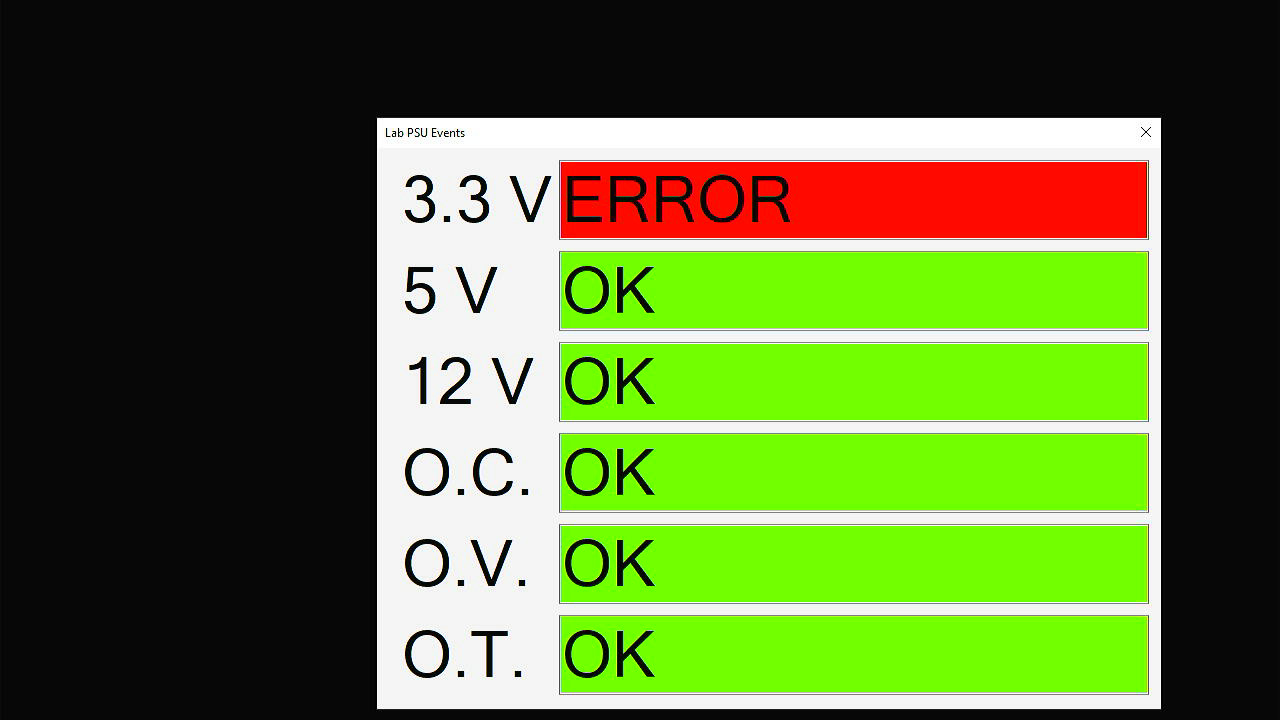 Lab PSU Events
3.3 V ERROR
5 V OK
12 V OK
O.C. OK
O.V. OK
O.T. OK